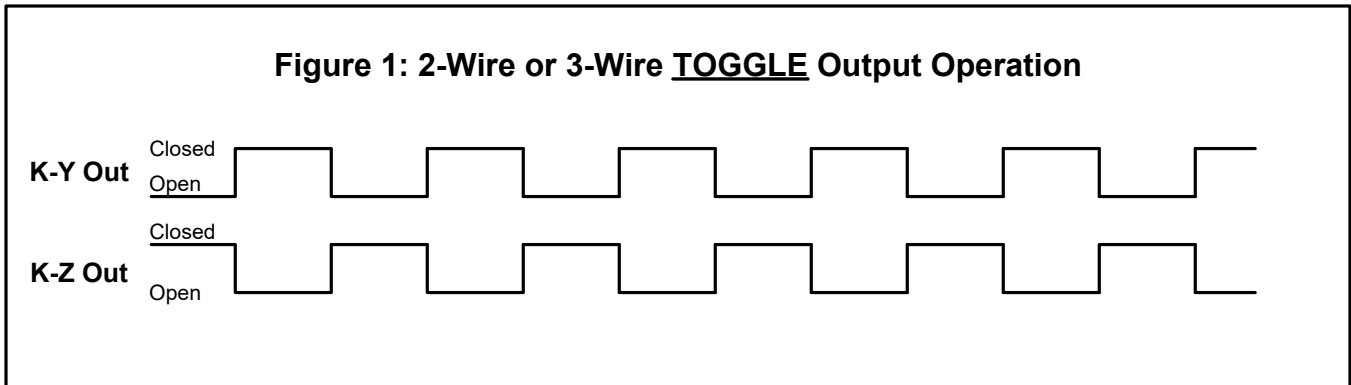 Figure 1: 2-Wire or 3-Wire TOGGLE Output Operation
Closed
K-Y Out
Open
Closed
K-Z Out
Open